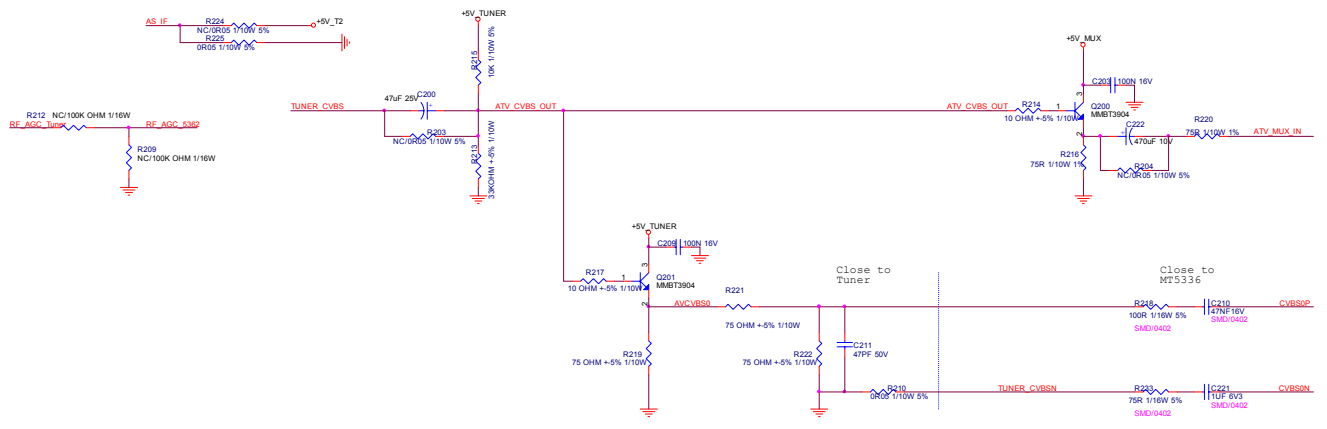 AS_IF
R224
NC/0R05 1/10W 5%
+5V_T2
R225
0R05 1/10W 5%
R212 NC/100K OHM 1/16W
RF_AGC_Tuner
RF_AGC_5362
R209
NC/100K OHM 1/16W
+5V_TUNER
R215
10K 1/10W 5%
TUNER_CVBS
47uF 25V
C200
+
ATV_CVBS_OUT
R203
NC/0R05 1/10W 5%
R213
33KOHM +-5% 1/10W
+5V_MUX
C203
100N 16V
ATV_CVBS_OUT
R214
10 OHM +-5% 1/10W
1
3
2
Q200
MMBT3904
C222
+
470uF 10V
R220
75R 1/10W 1%
ATV_MUX_IN
R216
75R 1/10W 1%
R204
NC/0R05 1/10W 5%
+5V_TUNER
C209
100N 16V
R217
10 OHM +-5% 1/10W
1
3
2
Q201
MMBT3904
AVCVBS0
R221
75 OHM +-5% 1/10W
R219
75 OHM +-5% 1/10W
R222
75 OHM +-5% 1/10W
C211
47PF 50V
R210
0R05 1/10W 5%
Close to
Tuner
Close to
MT5336
R218
100R 1/16W 5%
SMD/0402
C210
47NF16V
SMD/0402
CVBS0P
TUNER_CVBSN
R223
75R 1/16W 5%
SMD/0402
C221
1UF 6V3
SMD/0402
CVBS0N